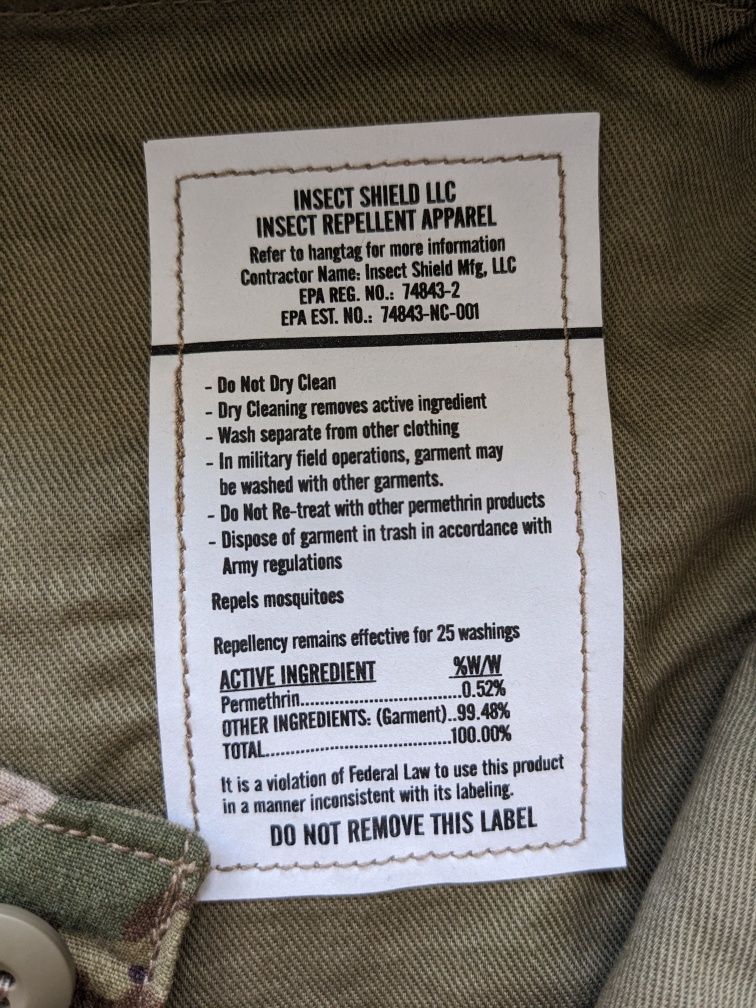 INSECT SHIELD LLC
INSECT REPELLENT APPAREL
Refer to hangtag for more information
Contractor Name: Insect Shield Mfg, LLC
EPA REG. NO.: 74843-2
EPA EST. NO.: 74843-NC-001
- Do Not Dry Clean
- Dry Cleaning removes active ingredient
- Wash separate from other clothing
- In military field operations, garment may
be washed with other garments.
- Do Not Re-treat with other permethrin products
- Dispose of garment in trash in accordance with
Army regulations
Repels mosquitoes
Repellency remains effective for 25 washings
ACTIVE INGREDIENT %W/W
Permethrin..................................0.52%
OTHER INGREDIENTS: (Garment)..99.48%
TOTAL.......................................100.00%
It is a violation of Federal Law to use this product
in a manner inconsistent with its labeling.
DO NOT REMOVE THIS LABEL